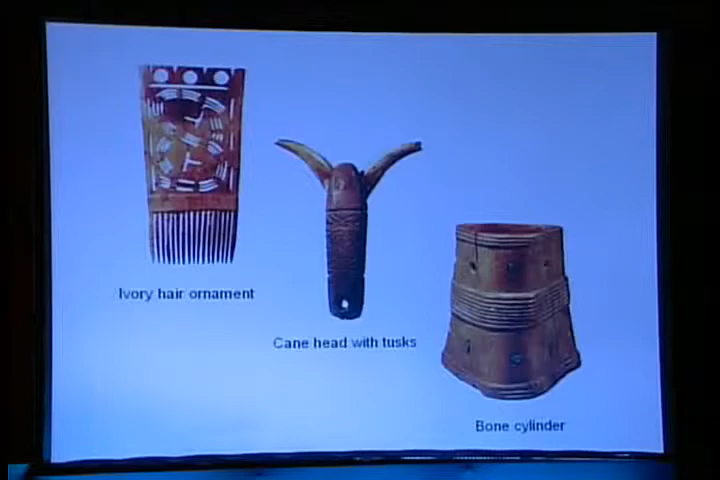 Ivory hair ornament
Cane head with tusks
Bone cylinder